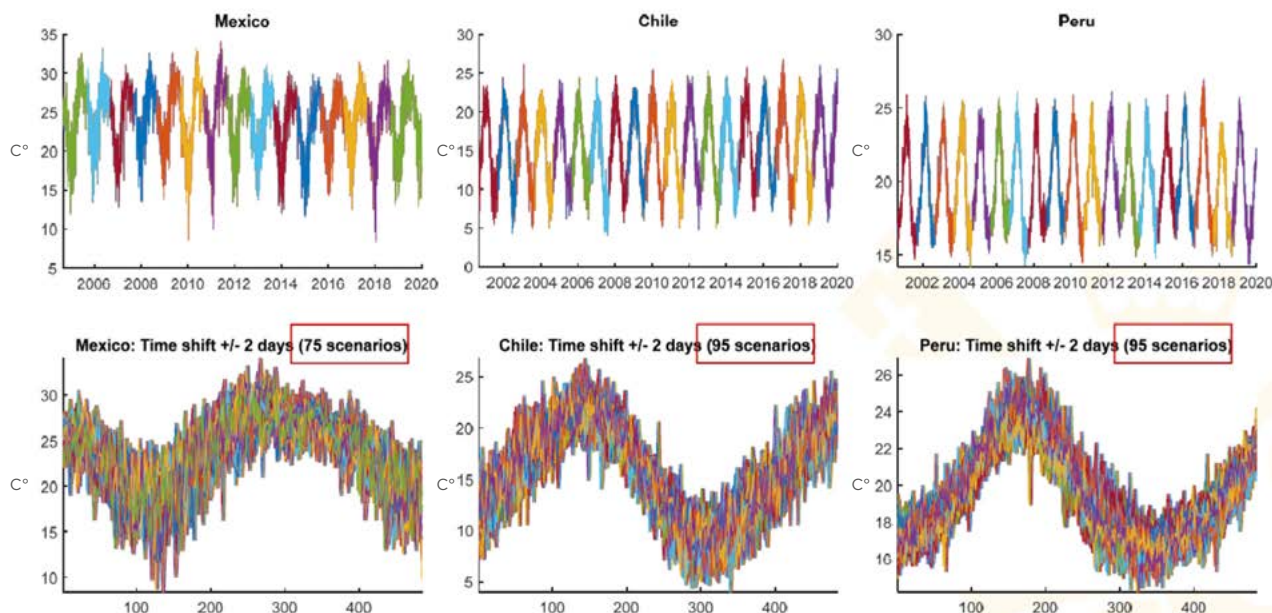 Mexico
35
30
25
C° 20
15
10
5
2006 2008 2010 2012 2014 2016 2018 2020
Chile
35
30
25
20
C° 15
10
5
0
2002 2004 2006 2008 2010 2012 2014 2016 2018 2020
Peru
30
25
C° 20
15
2002 2004 2006 2008 2010 2012 2014 2016 2018 2020
Mexico: Time shift +/- 2 days (75 scenarios)
30
25
C° 20
15
10
100 200 300 400
Chile: Time shift +/- 2 days (95 scenarios)
25
20
C° 15
10
5
100 200 300 400
Peru: Time shift +/- 2 days (95 scenarios)
26
24
22
C° 20
18
16
100 200 300 400